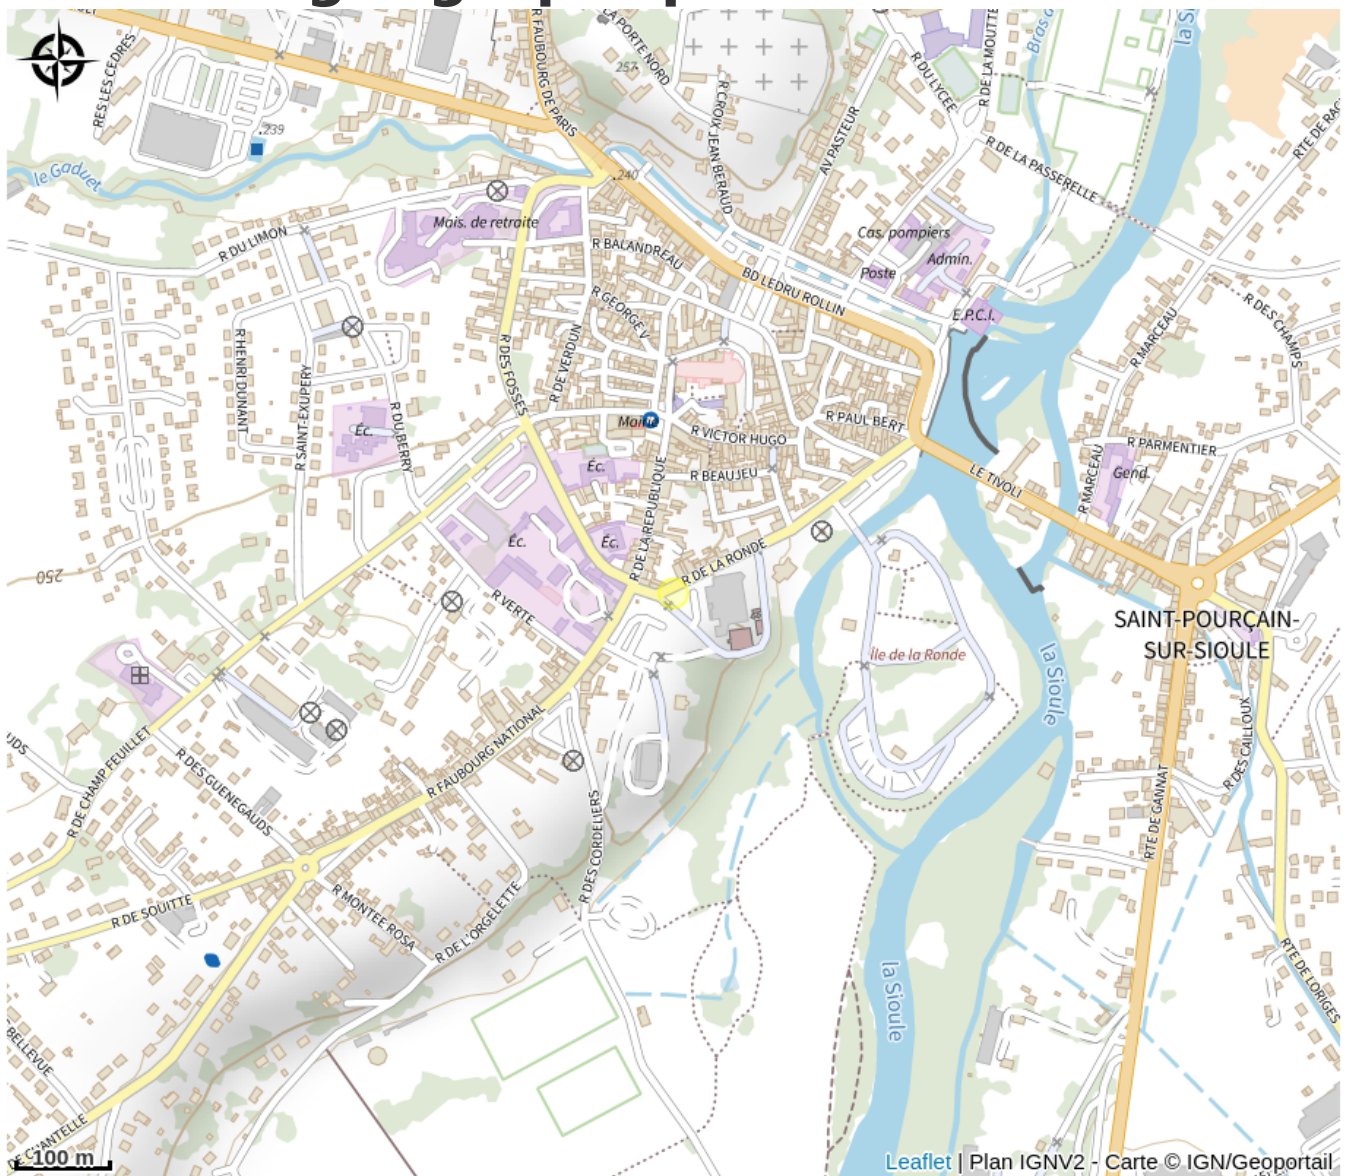 R FAUBOURG DE PARIS
LA PORTE NORD
257
RES LES CEDRES
239
le Gaduet
R CROIX JEAN BERAUD
AV PASTEUR
R DU LYCEE
R DE LA MOUTE
Bras d
la S
R DE LA PASSERELLE
RTE DE RAC
240
Mais. de retraite
R DU LIMON
R BALANDREAU
Cas. pompiers
Admin.
Poste
BD LEDRU ROLLIN
E.P.C.I.
R GEORGE V
R DE VERDUN
R DES FOSSES
R HENRI DUNANT
R SAINT-EXUPERY
R DU BERRY
Éc.
R DES CHAMPS
R MARCEAU
Mairie
R VICTOR HUGO
R PAUL BERT
R BEAUJEU
R PARMENTIER
Gend.
R MARCEAU
LE TIVOLI
Éc.
Éc.
Éc.
R DE LA REPUBLIQUE
R DE LA RONDE
250
R VERTE
SAINT-POURÇAIN-
SUR-SIOULE
Île de la Ronde
la Sioule
R DES CAILLOUX
UDS
R DE CHAMP FEUILLET
R DES GUENEGAUDS
R FAUBOURG NATIONAL
R DES CORDELIERS
RTE DE GANNAT
R DE SOUITTE
R MONTEE ROSA
R DE L'ORGELETTE
la Sioule
RTE DE LORIGES
BELLEVUE
DE CHANTELLE
100 m
Leaflet | Plan IGNV2 - Carte © IGN/Geoportail